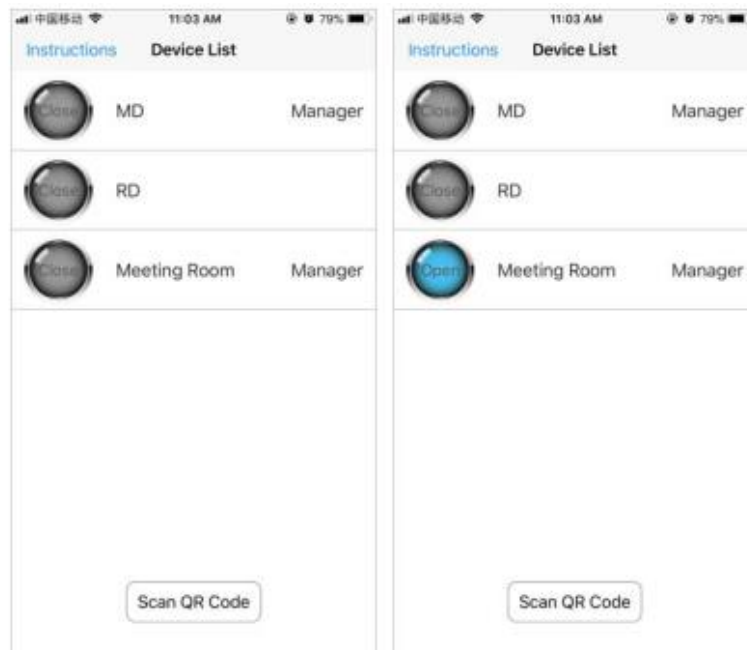 中国移动 11:03 AM 79%
Instructions Device List
Close MD Manager
Close RD
Close Meeting Room Manager
Scan QR Code
中国移动 11:03 AM 79%
Instructions Device List
Close MD Manager
Close RD
Open Meeting Room Manager
Scan QR Code